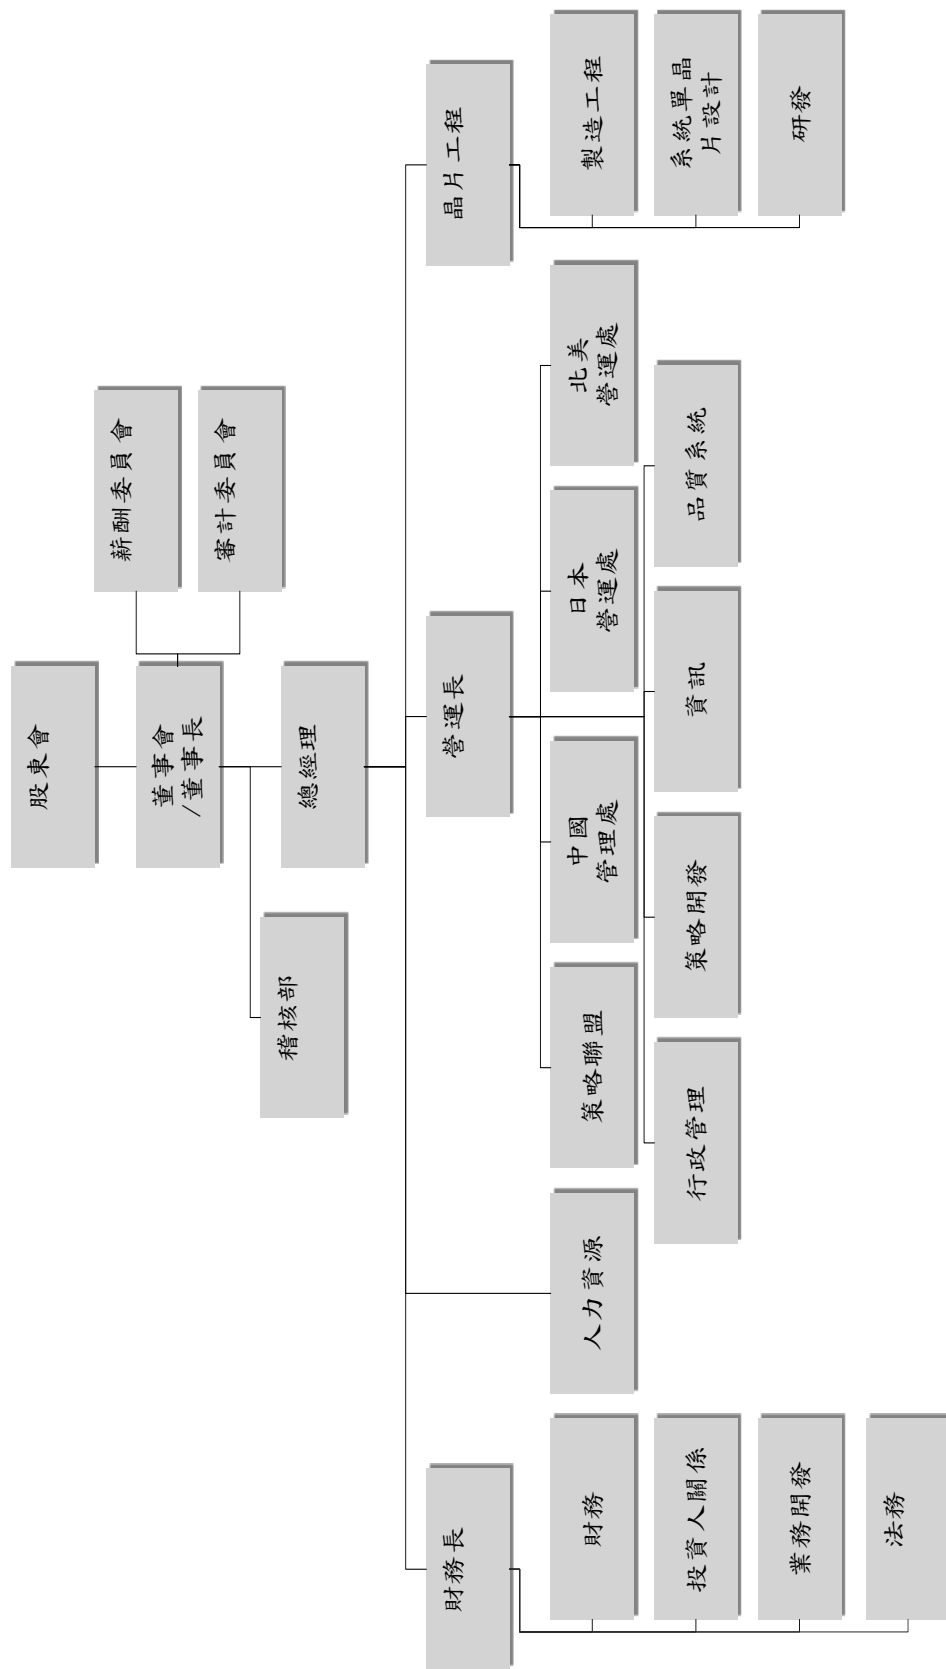 股東會
薪酬委員會
董事會
/董事長
審計委員會
稽核部
總經理
財務長
營運長
晶片工程
財務
人力資源
策略聯盟
中國
管理處
日本
營運處
北美
營運處
製造工程
投資人關係
行政管理
策略開發
資訊
品質系統
系統單晶
片設計
業務開發
研發
法務